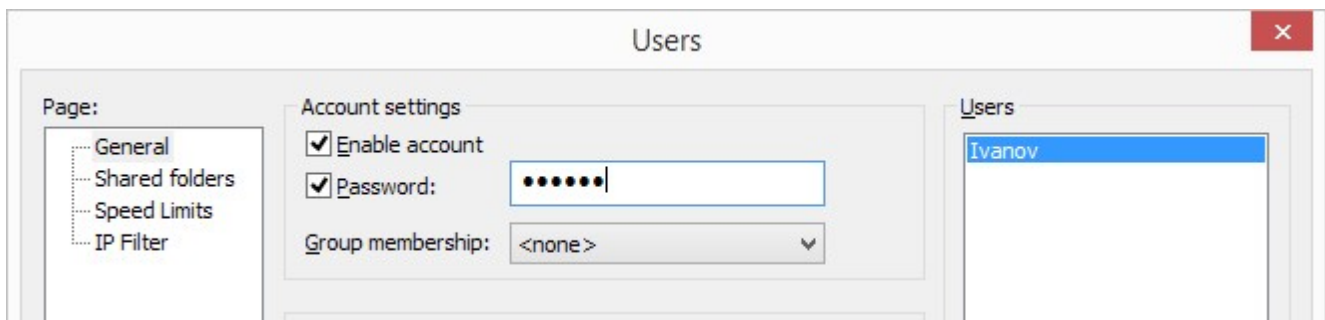 Users
Page:
General
Shared folders
Speed Limits
IP Filter
Account settings
Enable account
Password: ••••••
Group membership: <none>
Users
Ivanov